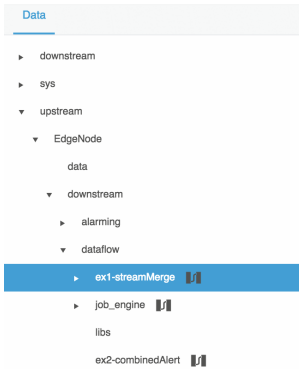 Data
downstream
sys
upstream
EdgeNode
data
downstream
alarming
dataflow
ex1-streamMerge
job_engine
libs
ex2-combinedAlert